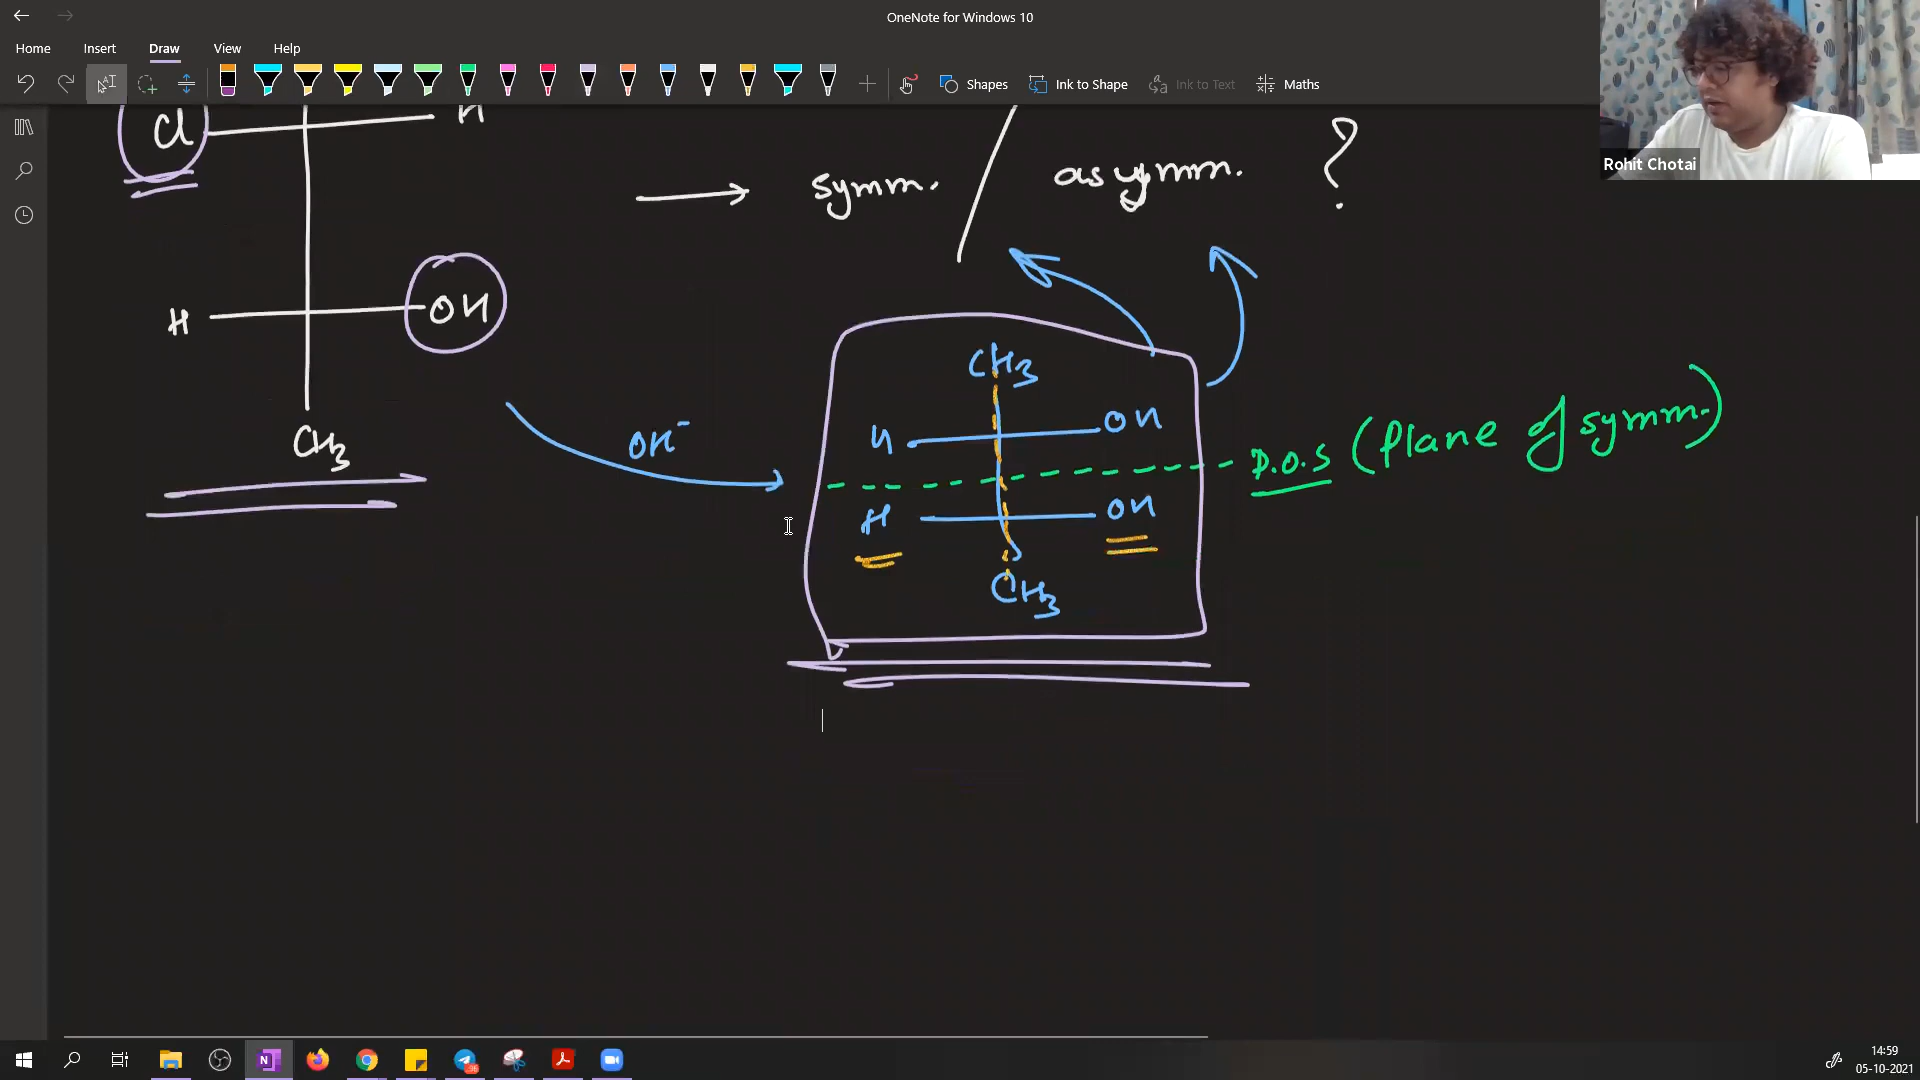 OneNote for Windows 10
Home Insert Draw View Help
Shapes Ink to Shape Ink to Text Maths
Rohit Chotai
Cl H
symm. / asymm. ?
H OH
CH3
OH-
CH3
H OH
P.O.S (Plane of symm.)
H OH
CH3
14:59
05-10-2021